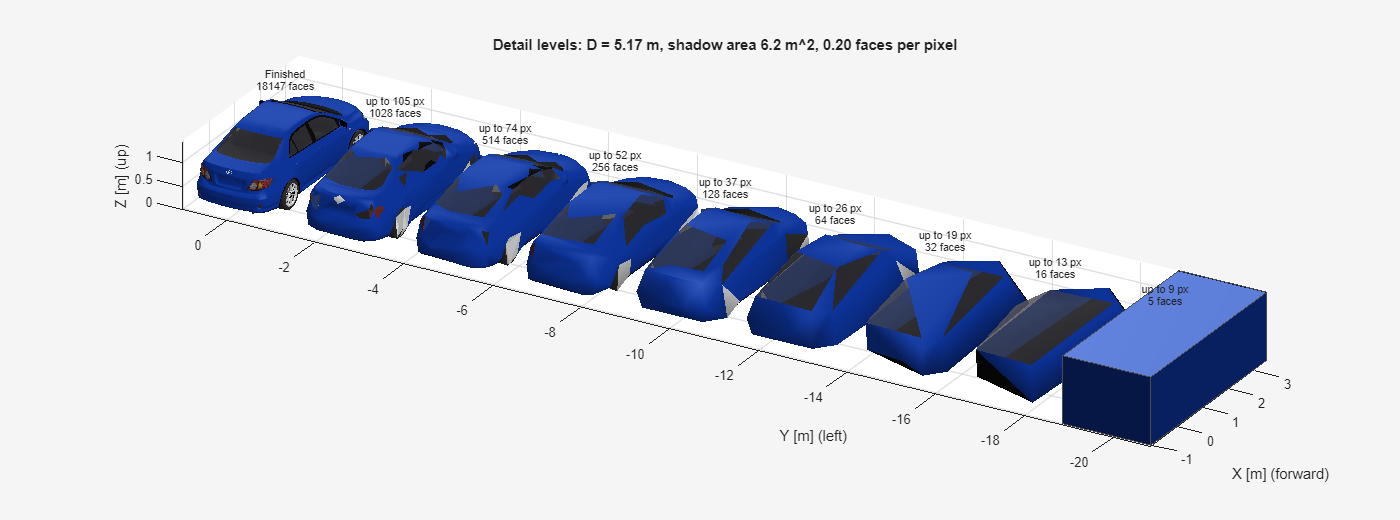 Detail levels: D = 5.17 m, shadow area 6.2 m^2, 0.20 faces per pixel
Finished
18147 faces
up to 105 px
1028 faces
up to 74 px
514 faces
up to 52 px
256 faces
up to 37 px
128 faces
up to 26 px
64 faces
up to 19 px
32 faces
up to 13 px
16 faces
up to 9 px
5 faces
Z [m] (up)
1
0.5
0
0
-2
-4
-6
-8
-10
-12
-14
-16
-18
-20
Y [m] (left)
3
2
1
0
-1
X [m] (forward)